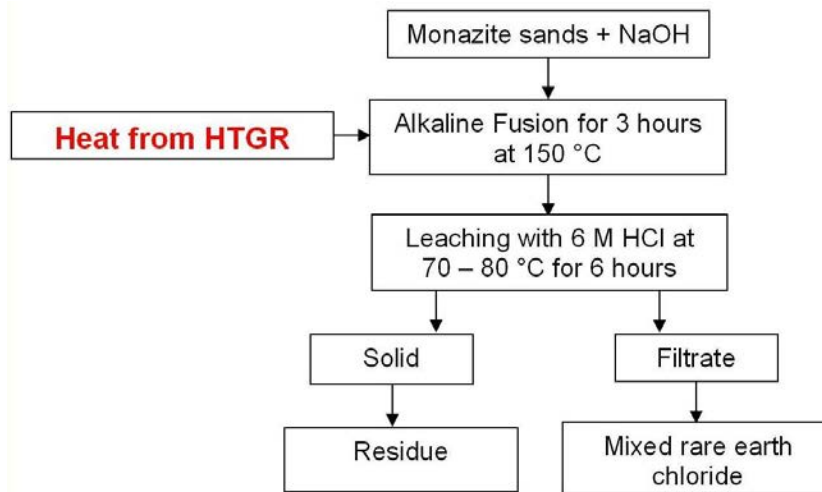 Monazite sands + NaOH
Heat from HTGR
Alkaline Fusion for 3 hours
at 150 °C
Leaching with 6 M HCl at
70 – 80 °C for 6 hours
Solid
Filtrate
Residue
Mixed rare earth
chloride